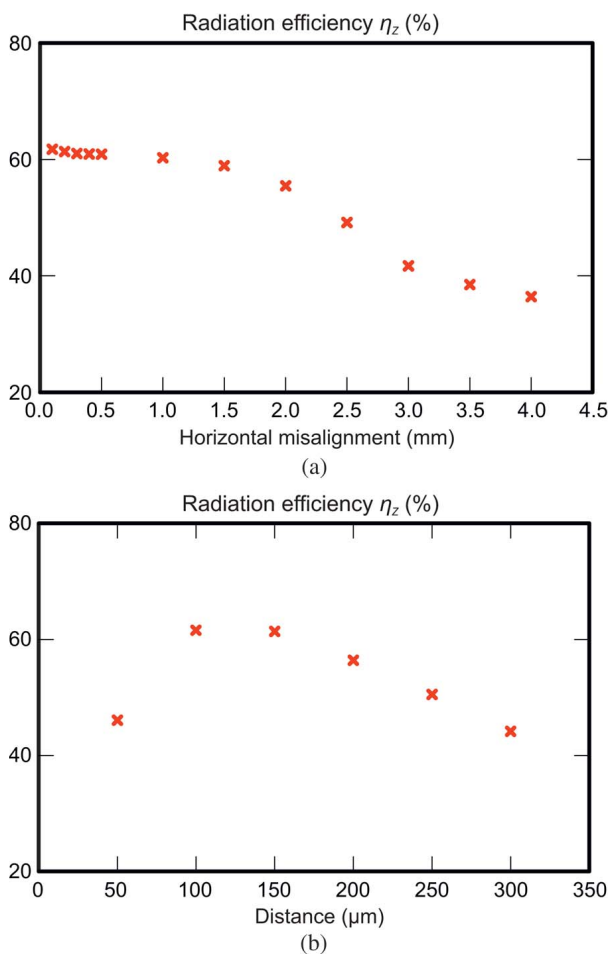 Radiation efficiency ηz (%)
80
60
40
20
0.0 0.5 1.0 1.5 2.0 2.5 3.0 3.5 4.0 4.5
Horizontal misalignment (mm)
(a)
Radiation efficiency ηz (%)
80
60
40
20
0 50 100 150 200 250 300 350
Distance (µm)
(b)